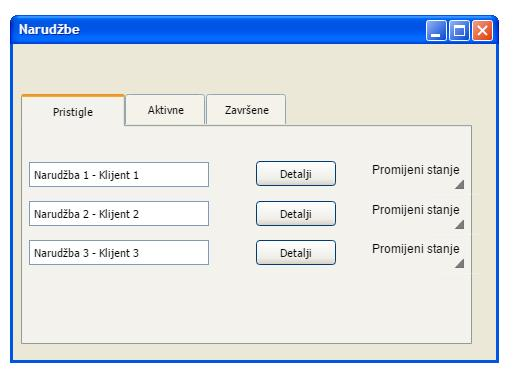 Narudžbe
Pristigle Aktivne Završene
Narudžba 1 - Klijent 1 Detalji Promijeni stanje
Narudžba 2 - Klijent 2 Detalji Promijeni stanje
Narudžba 3 - Klijent 3 Detalji Promijeni stanje